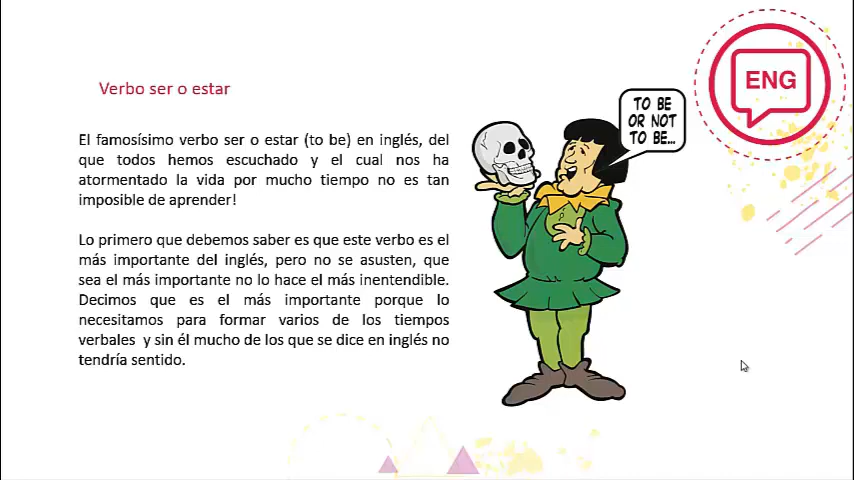 Verbo ser o estar
El famosísimo verbo ser o estar (to be) en inglés, del
que todos hemos escuchado y el cual nos ha
atormentado la vida por mucho tiempo no es tan
imposible de aprender!
Lo primero que debemos saber es que este verbo es el
más importante del inglés, pero no se asusten, que
sea el más importante no lo hace el más inentendible.
Decimos que es el más importante porque lo
necesitamos para formar varios de los tiempos
verbales y sin él mucho de los que se dice en inglés no
tendría sentido.
TO BE
OR NOT
TO BE...
ENG